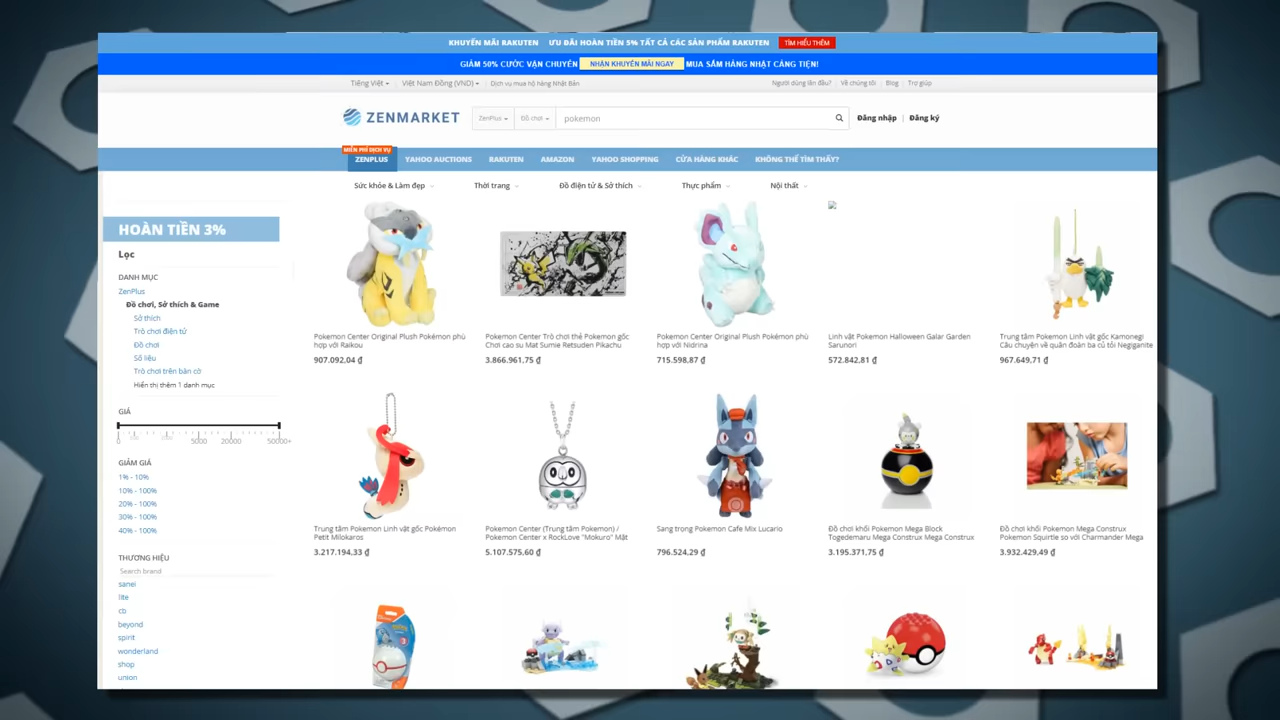 KHUYẾN MÃI RAKUTEN ƯU ĐÃI HOÀN TIỀN 5% TẤT CẢ CÁC SẢN PHẨM RAKUTEN TÌM HIỂU THÊM
GIẢM 50% CƯỚC VẬN CHUYỂN NHẬN KHUYẾN MÃI NGAY MUA SẮM HÀNG NHẬT CÀNG TIỆN!
Tiếng Việt Việt Nam Đồng (VND) Dịch vụ mua hộ hàng Nhật Bản Người dùng lần đầu? Về chúng tôi Blog Trợ giúp
ZENMARKET ZenPlus Đồ chơi pokemon Đăng nhập | Đăng ký
MIỄN PHÍ DỊCH VỤ
ZENPLUS YAHOO AUCTIONS RAKUTEN AMAZON YAHOO SHOPPING CỬA HÀNG KHÁC KHÔNG THỂ TÌM THẤY?
Sức khỏe & Làm đẹp Thời trang Đồ điện tử & Sở thích Thực phẩm Nội thất
HOÀN TIỀN 3%
Lọc
DANH MỤC
ZenPlus
Đồ chơi, Sở thích & Game
Sở thích
Trò chơi điện tử
Đồ chơi
Số liệu
Trò chơi trên bàn cờ
Hiển thị thêm 1 danh mục
GIÁ
0 5000 20000 50000+
GIẢM GIÁ
1% - 10%
10% - 100%
20% - 100%
30% - 100%
40% - 100%
THƯƠNG HIỆU
Search brand
sanei
lite
cb
beyond
spirit
wonderland
shop
union
Pokemon Center Original Plush Pokémon phù
hợp với Raikou
907.092,04 ₫
Pokemon Center Trò chơi thẻ Pokemon gốc
Chơi cao su Mat Sumie Retsuden Pikachu
3.866.961,75 ₫
Pokemon Center Original Plush Pokémon phù
hợp với Nidrina
715.598,87 ₫
Linh vật Pokemon Halloween Galar Garden
Sarunori
572.842,81 ₫
Trung tâm Pokemon Linh vật gốc Kamonegi
Câu chuyện về quân đoàn ba củ tỏi Negiganite
967.649,71 ₫
Trung tâm Pokemon Linh vật gốc Pokémon
Petit Milokaros
3.217.194,33 ₫
Pokemon Center (Trung tâm Pokemon) /
Pokemon Center x RockLove "Mokuro" Mặt
5.107.575,60 ₫
Sang trọng Pokemon Cafe Mix Lucario
796.524,29 ₫
Đồ chơi khối Pokemon Mega Block
Togedemaru Mega Construx Mega Construx
3.195.371,75 ₫
Đồ chơi khối Pokemon Mega Construx
Pokemon Squirtle so với Charmander Mega
3.932.429,49 ₫